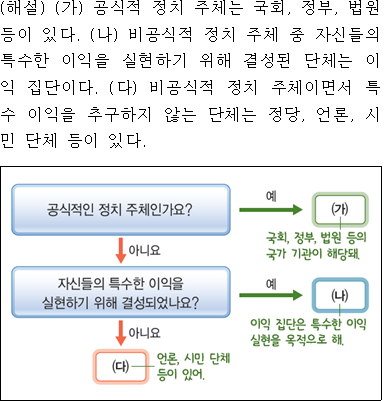 (해설) (가) 공식적 정치 주체는 국회, 정부, 법원
등이 있다. (나) 비공식적 정치 주체 중 자신들의
특수한 이익을 실현하기 위해 결성된 단체는 이
익 집단이다. (다) 비공식적 정치 주체이면서 특
수 이익을 추구하지 않는 단체는 정당, 언론, 시
민 단체 등이 있다.
공식적인 정치 주체인가요?
예
(가)
국회, 정부, 법원 등의
국가 기관이 해당돼.
아니요
자신들의 특수한 이익을
실현하기 위해 결성되었나요?
예
(나)
이익 집단은 특수한 이익
실현을 목적으로 해.
아니요
(다)
언론, 시민 단체
등이 있어.